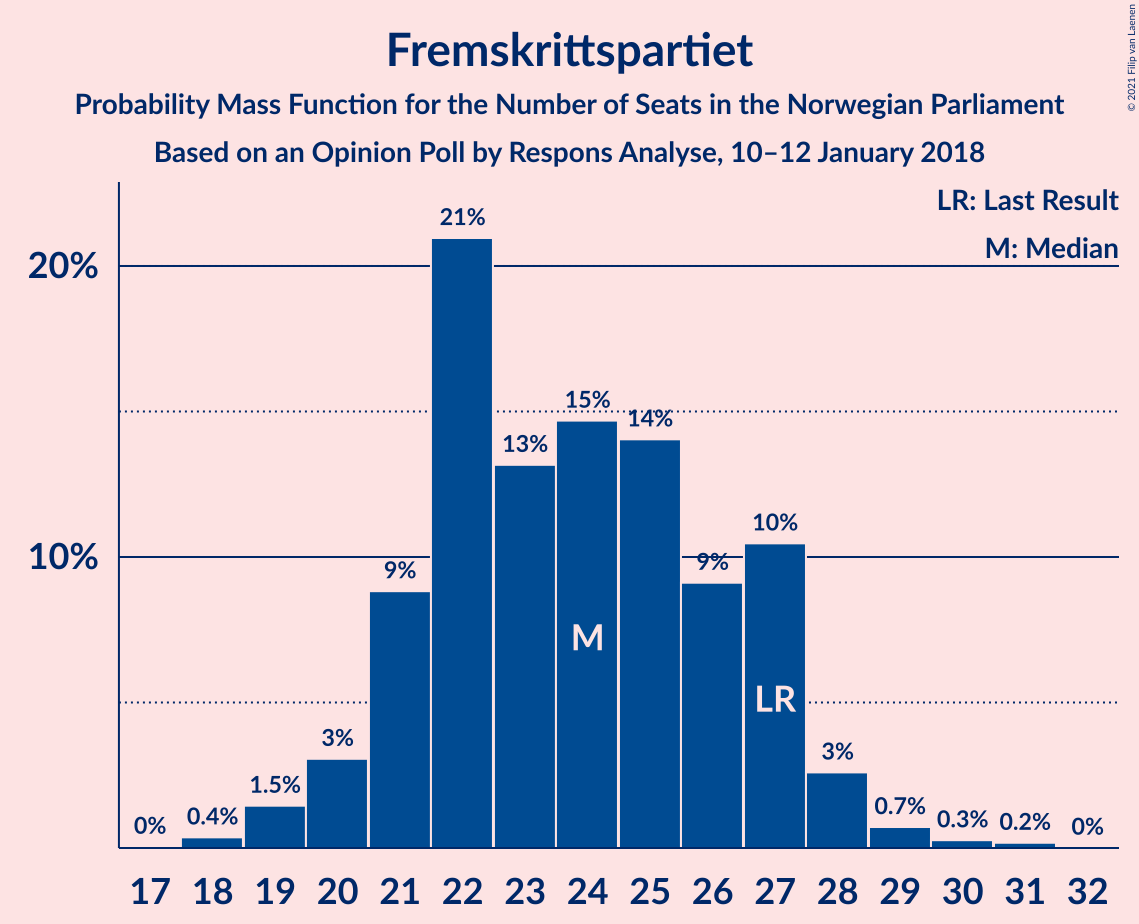 Fremskrittspartiet
Probability Mass Function for the Number of Seats in the Norwegian Parliament
Based on an Opinion Poll by Respons Analyse, 10–12 January 2018
© 2021 Filip van Laenen
LR: Last Result
M: Median
20%
10%
0%
0.4%
1.5%
3%
9%
21%
13%
15%
14%
9%
10%
3%
0.7%
0.3%
0.2%
0%
M
LR
17 18 19 20 21 22 23 24 25 26 27 28 29 30 31 32